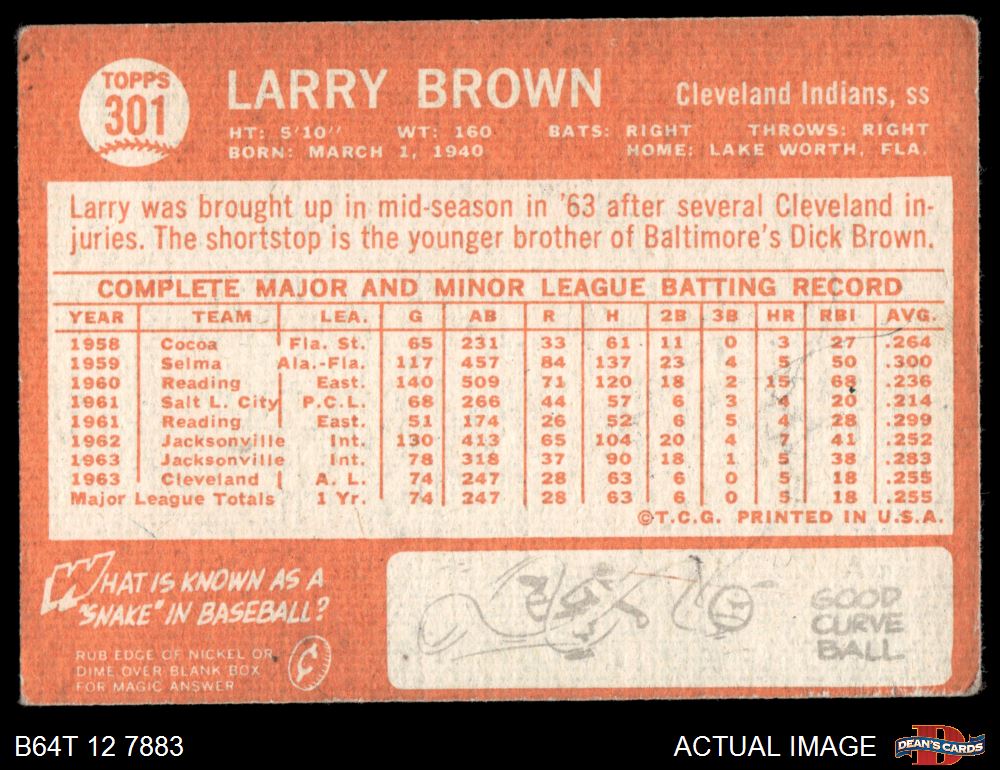 TOPPS
301
LARRY BROWN
Cleveland Indians, ss
HT: 5'10" WT: 160 BATS: RIGHT THROWS: RIGHT
BORN: MARCH 1, 1940 HOME: LAKE WORTH, FLA.
Larry was brought up in mid-season in '63 after several Cleveland in-
juries. The shortstop is the younger brother of Baltimore's Dick Brown.
COMPLETE MAJOR AND MINOR LEAGUE BATTING RECORD
YEAR TEAM LEA. G AB R H 2B 3B HR RBI AVG.
1958 Cocoa Fla. St. 65 231 33 61 11 0 3 27 .264
1959 Selma Ala.-Fla. 117 457 84 137 23 4 5 50 .300
1960 Reading East. 140 509 71 120 18 2 15 68 .236
1961 Salt L. City P.C.L. 68 266 44 57 6 3 4 20 .214
1961 Reading East. 51 174 26 52 6 5 4 28 .299
1962 Jacksonville Int. 130 413 65 104 20 4 7 41 .252
1963 Jacksonville Int. 78 318 37 90 18 1 5 38 .283
1963 Cleveland A. L. 74 247 28 63 6 0 5 18 .255
Major League Totals 1 Yr. 74 247 28 63 6 0 5 18 .255
©T.C.G. PRINTED IN U.S.A.
WHAT IS KNOWN AS A
"SNAKE" IN BASEBALL?
RUB EDGE OF NICKEL OR
DIME OVER BLANK BOX
FOR MAGIC ANSWER
GOOD
CURVE
BALL
B64T 12 7883
ACTUAL IMAGE
DEAN'S CARDS